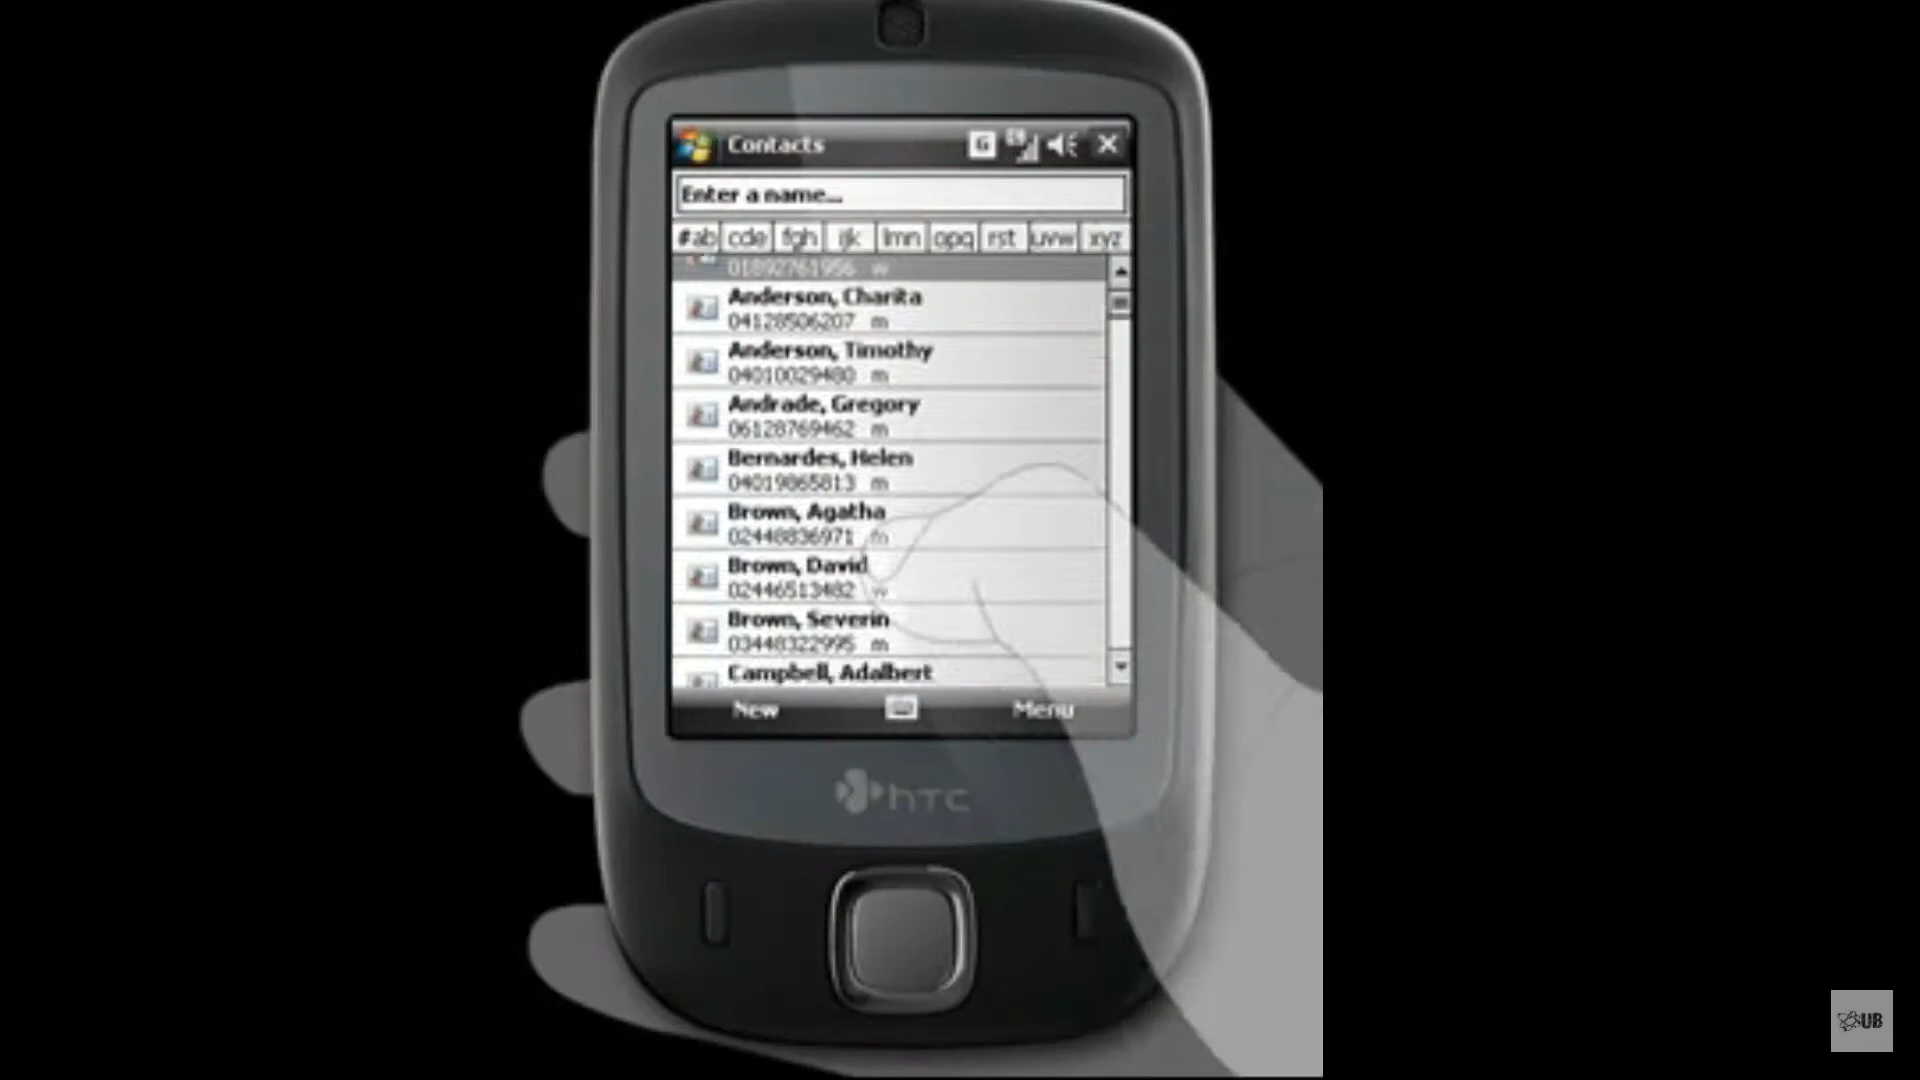 Contacts
G
Enter a name...
#ab cde fgh ijk lmn opq rst uvw xyz
01892761956 w
Anderson, Charita
04128506207 m
Anderson, Timothy
04010029480 m
Andrade, Gregory
06128769462 m
Bernardes, Helen
04019865813 m
Brown, Agatha
02448836971 m
Brown, David
02446513482 w
Brown, Severin
03448322995 m
Campbell, Adalbert
New Menu
hTC
UB